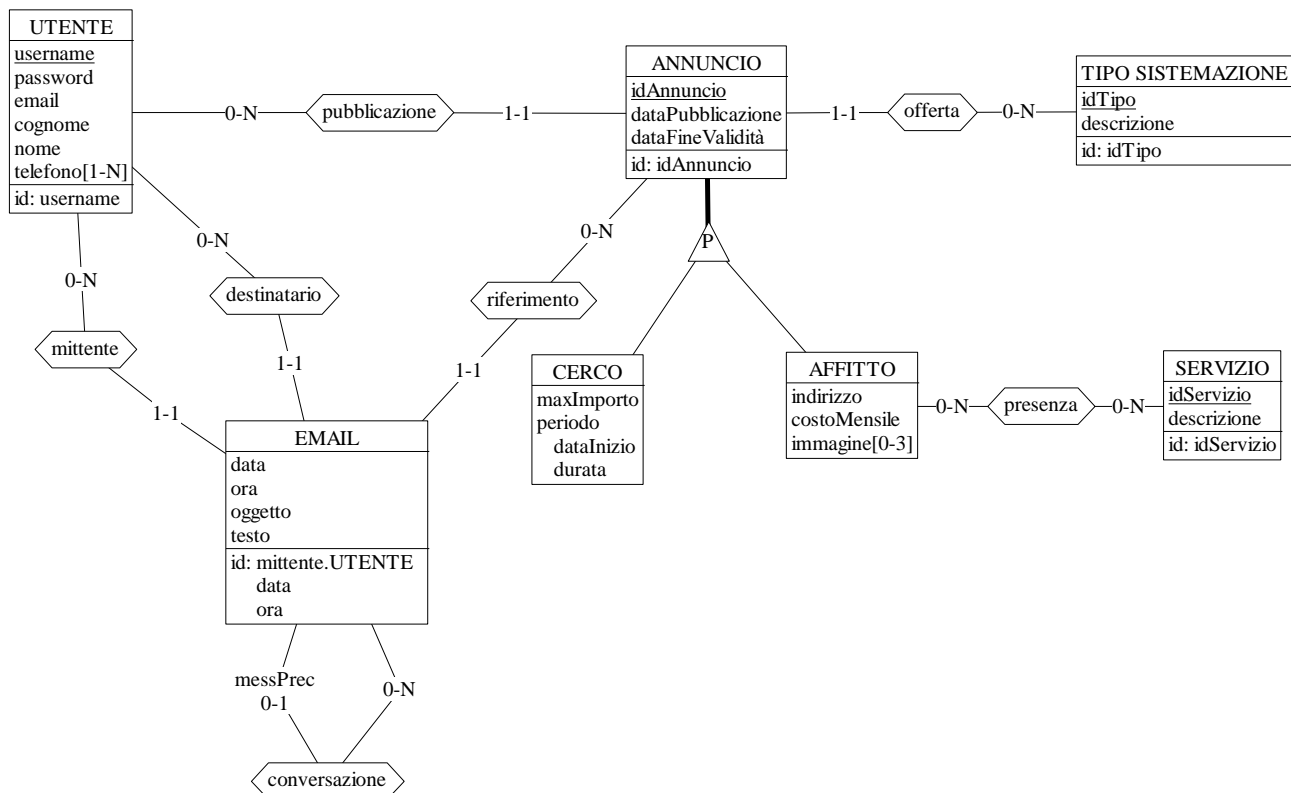 UTENTE
username
password
email
cognome
nome
telefono[1-N]
id: username
0-N
pubblicazione
1-1
ANNUNCIO
idAnnuncio
dataPubblicazione
dataFineValidità
id: idAnnuncio
1-1
offerta
0-N
TIPO SISTEMAZIONE
idTipo
descrizione
id: idTipo
0-N
mittente
1-1
0-N
destinatario
1-1
0-N
riferimento
1-1
P
CERCO
maxImporto
periodo
dataInizio
durata
AFFITTO
indirizzo
costoMensile
immagine[0-3]
0-N
presenza
0-N
SERVIZIO
idServizio
descrizione
id: idServizio
EMAIL
data
ora
oggetto
testo
id: mittente.UTENTE
data
ora
messPrec
0-1
0-N
conversazione